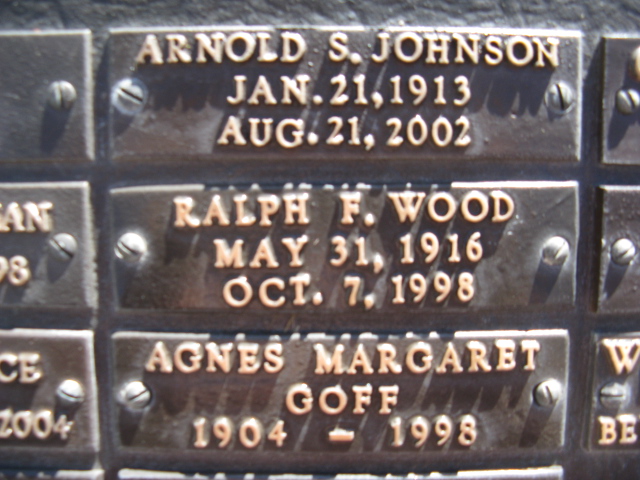 ARNOLD S. JOHNSON
JAN. 21, 1913
AUG. 21, 2002
RALPH F. WOOD
MAY 31, 1916
OCT. 7, 1998
AGNES MARGARET
GOFF
1904 - 1998
2004